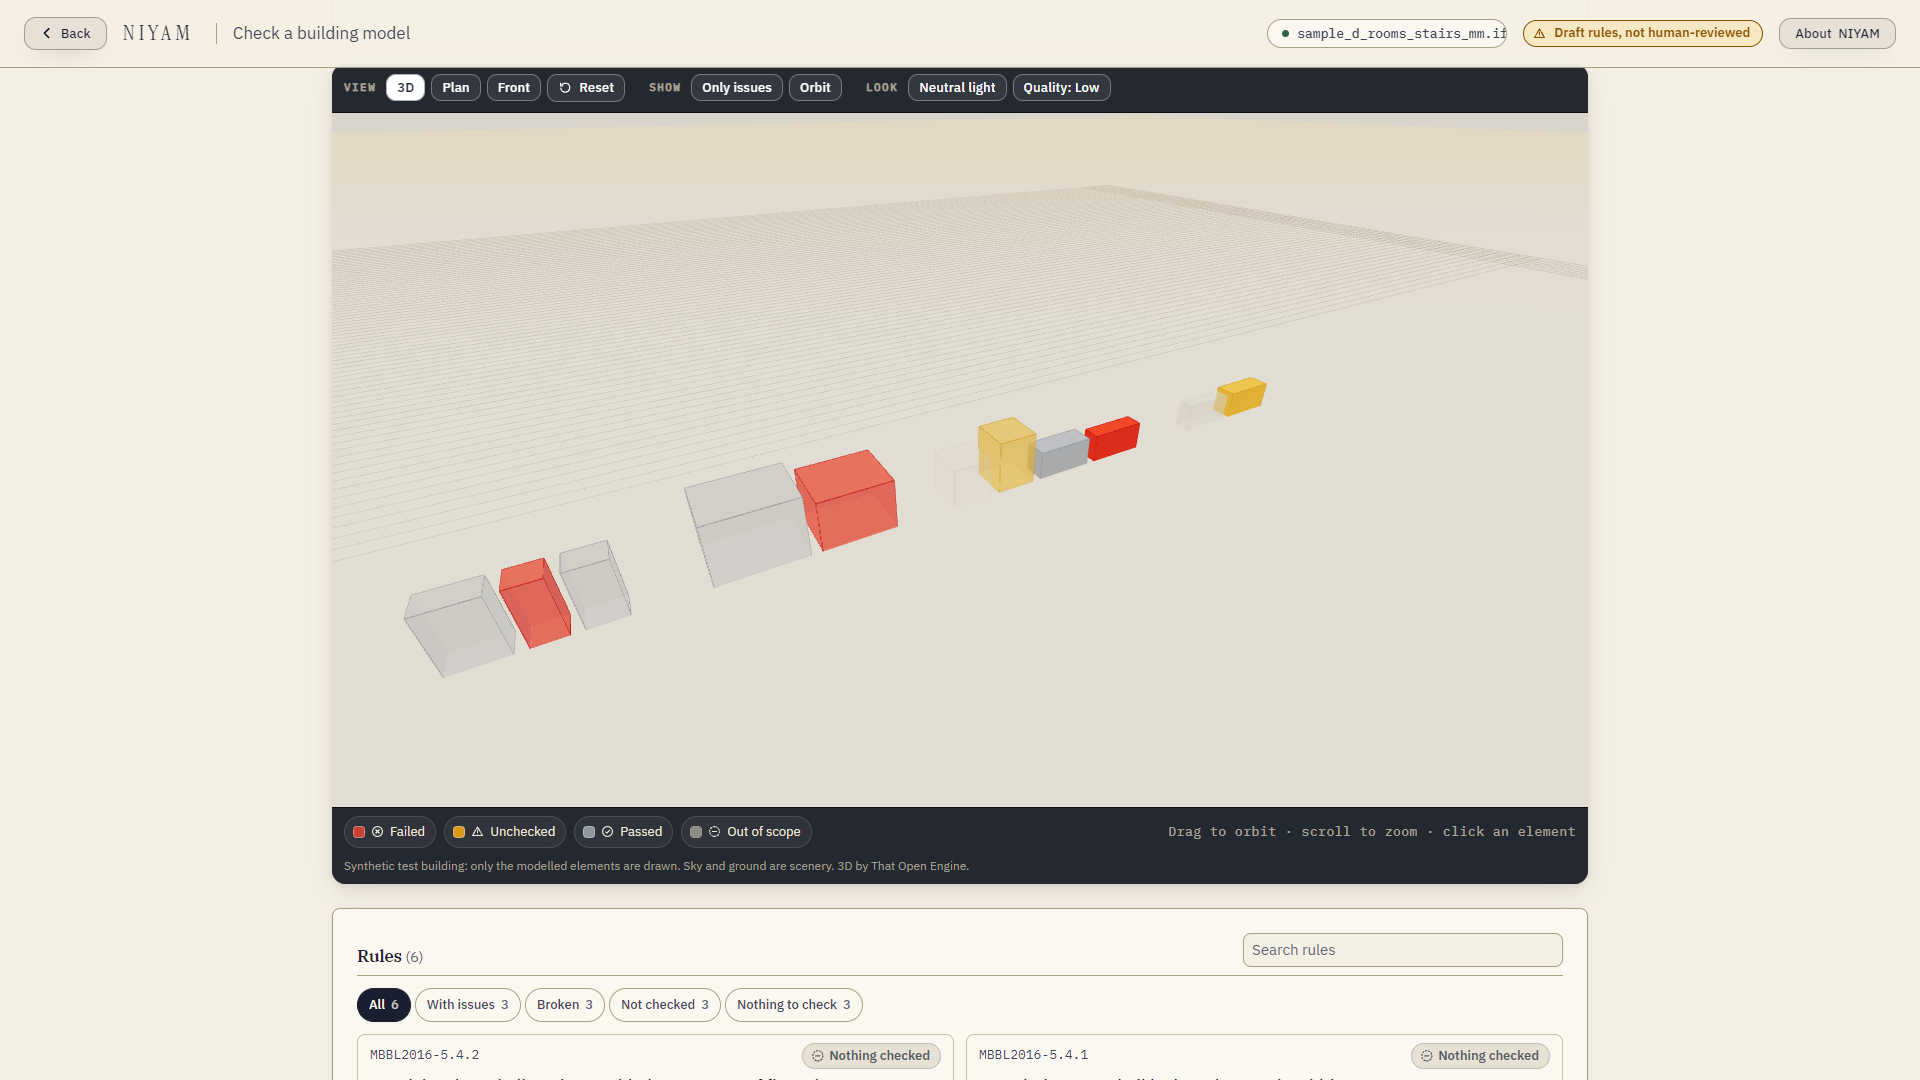 Back
NIYAM
Check a building model
sample_d_rooms_stairs_mm.if
Draft rules, not human-reviewed
About NIYAM
VIEW 3D Plan Front Reset SHOW Only issues Orbit LOOK Neutral light Quality: Low
Failed Unchecked Passed Out of scope
Drag to orbit · scroll to zoom · click an element
Synthetic test building: only the modelled elements are drawn. Sky and ground are scenery. 3D by That Open Engine.
Rules (6)
Search rules
All 6 With issues 3 Broken 3 Not checked 3 Nothing to check 3
MBBL2016-5.4.2 Nothing checked
MBBL2016-5.4.1 Nothing checked